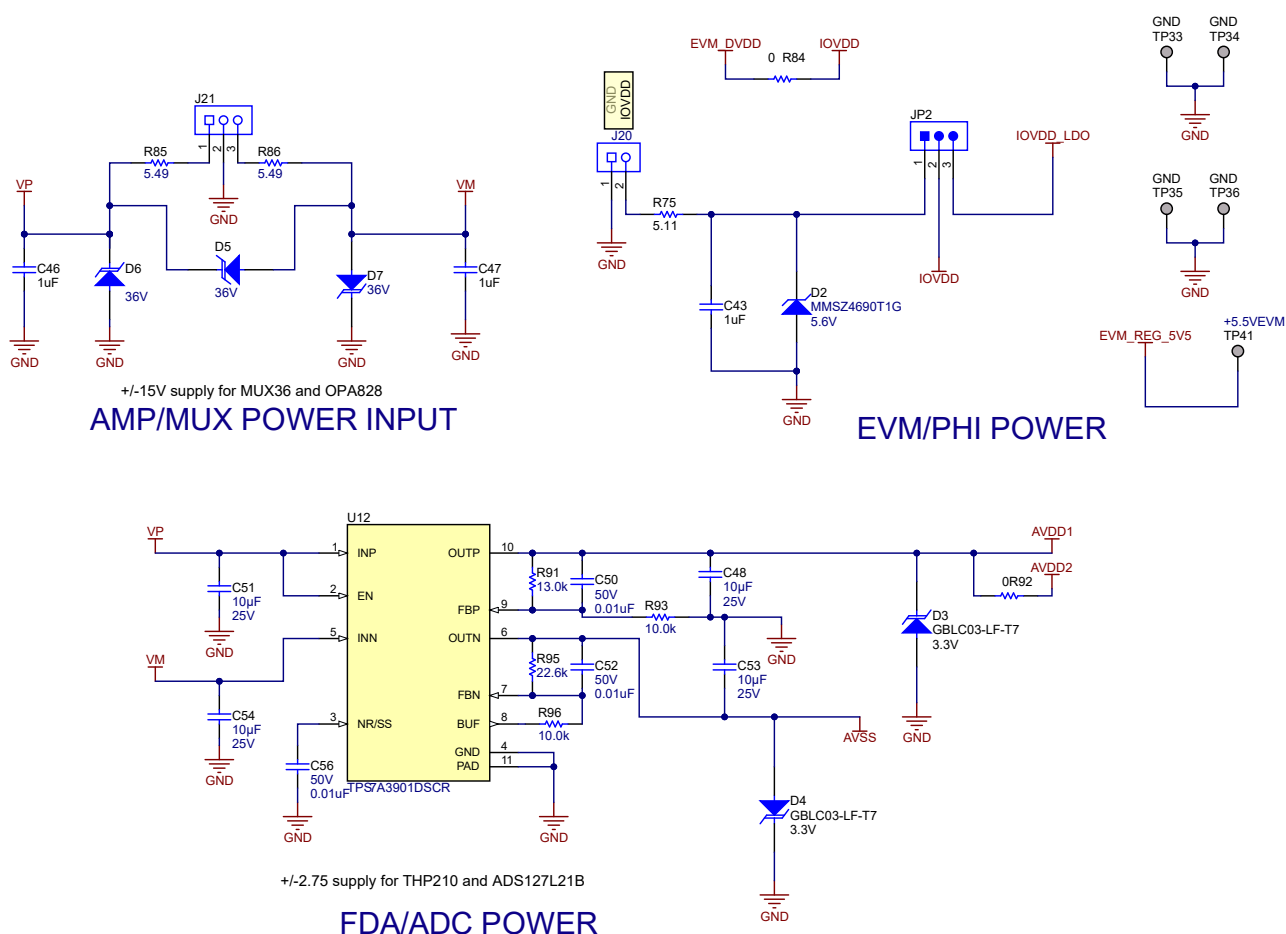 J21
1
2
3
R85
5.49
R86
5.49
GND
VP
VM
C46
1uF
GND
D6
36V
GND
D5
36V
D7
36V
GND
C47
1uF
GND
+/-15V supply for MUX36 and OPA828
AMP/MUX POWER INPUT
EVM_DVDD
0 R84
IOVDD
GND
IOVDD
J20
1
2
GND
R75
5.11
JP2
1
2
3
IOVDD_LDO
IOVDD
C43
1uF
D2
MMSZ4690T1G
5.6V
GND
EVM/PHI POWER
GND
TP33
GND
TP34
GND
GND
TP35
GND
TP36
GND
EVM_REG_5V5
+5.5VEVM
TP41
VP
C51
10µF
25V
GND
VM
C54
10µF
25V
GND
C56
50V
0.01uF
GND
U12
1
INP
2
EN
5
INN
3
NR/SS
OUTP
10
FBP
9
OUTN
6
FBN
7
BUF
8
GND
4
PAD
11
TPS7A3901DSCR
GND
R91
13.0k
C50
50V
0.01uF
R93
10.0k
C48
10µF
25V
GND
R95
22.6k
C52
50V
0.01uF
R96
10.0k
C53
10µF
25V
AVSS
D4
GBLC03-LF-T7
3.3V
GND
D3
GBLC03-LF-T7
3.3V
GND
AVDD1
AVDD2
0R92
+/-2.75 supply for THP210 and ADS127L21B
FDA/ADC POWER